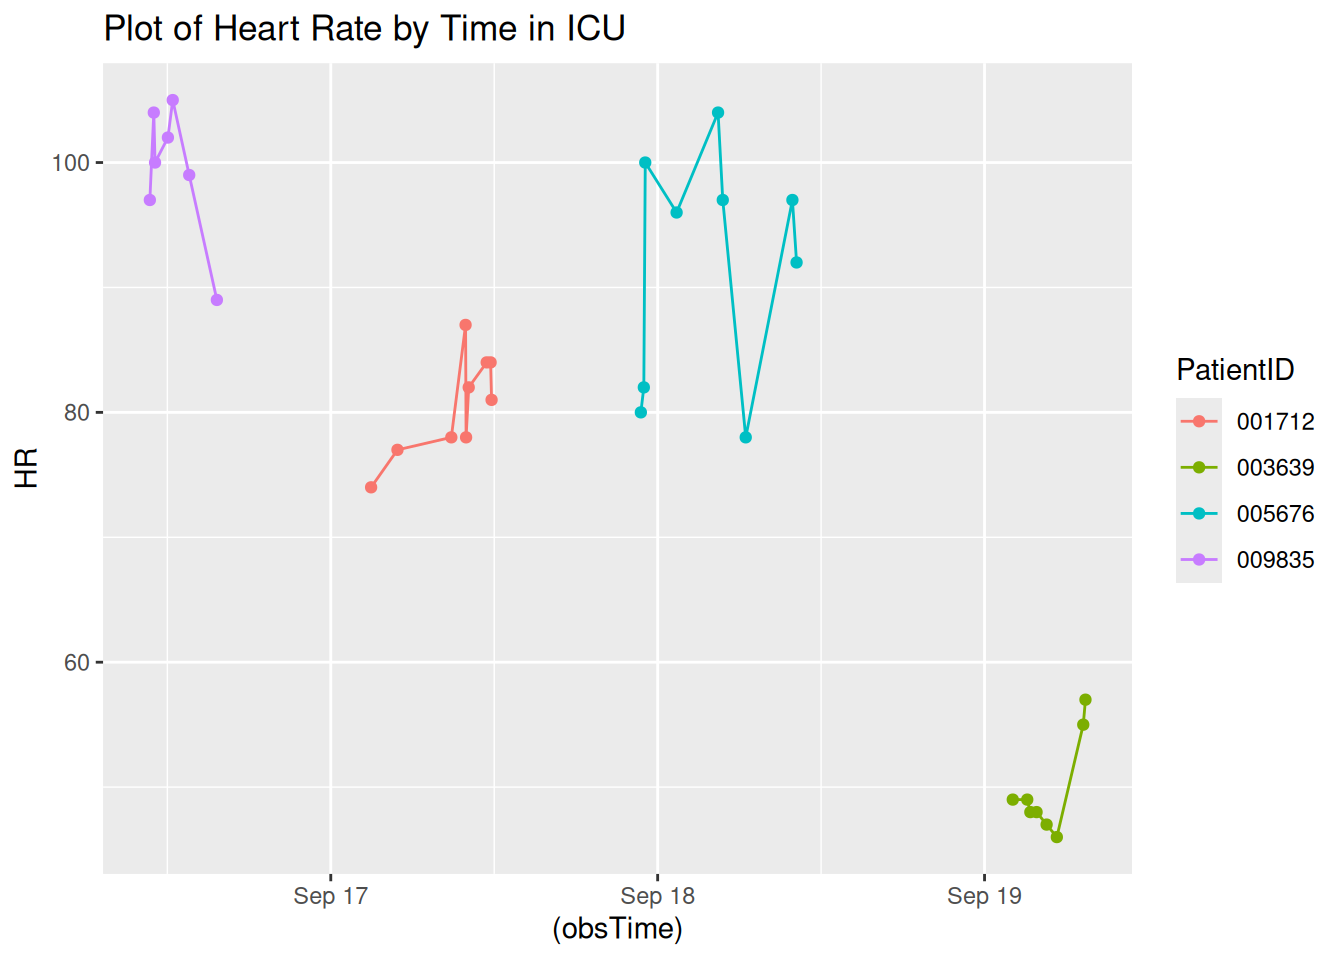 Plot of Heart Rate by Time in ICU
HR
100
80
60
Sep 17
Sep 18
Sep 19
(obsTime)
PatientID
001712
003639
005676
009835